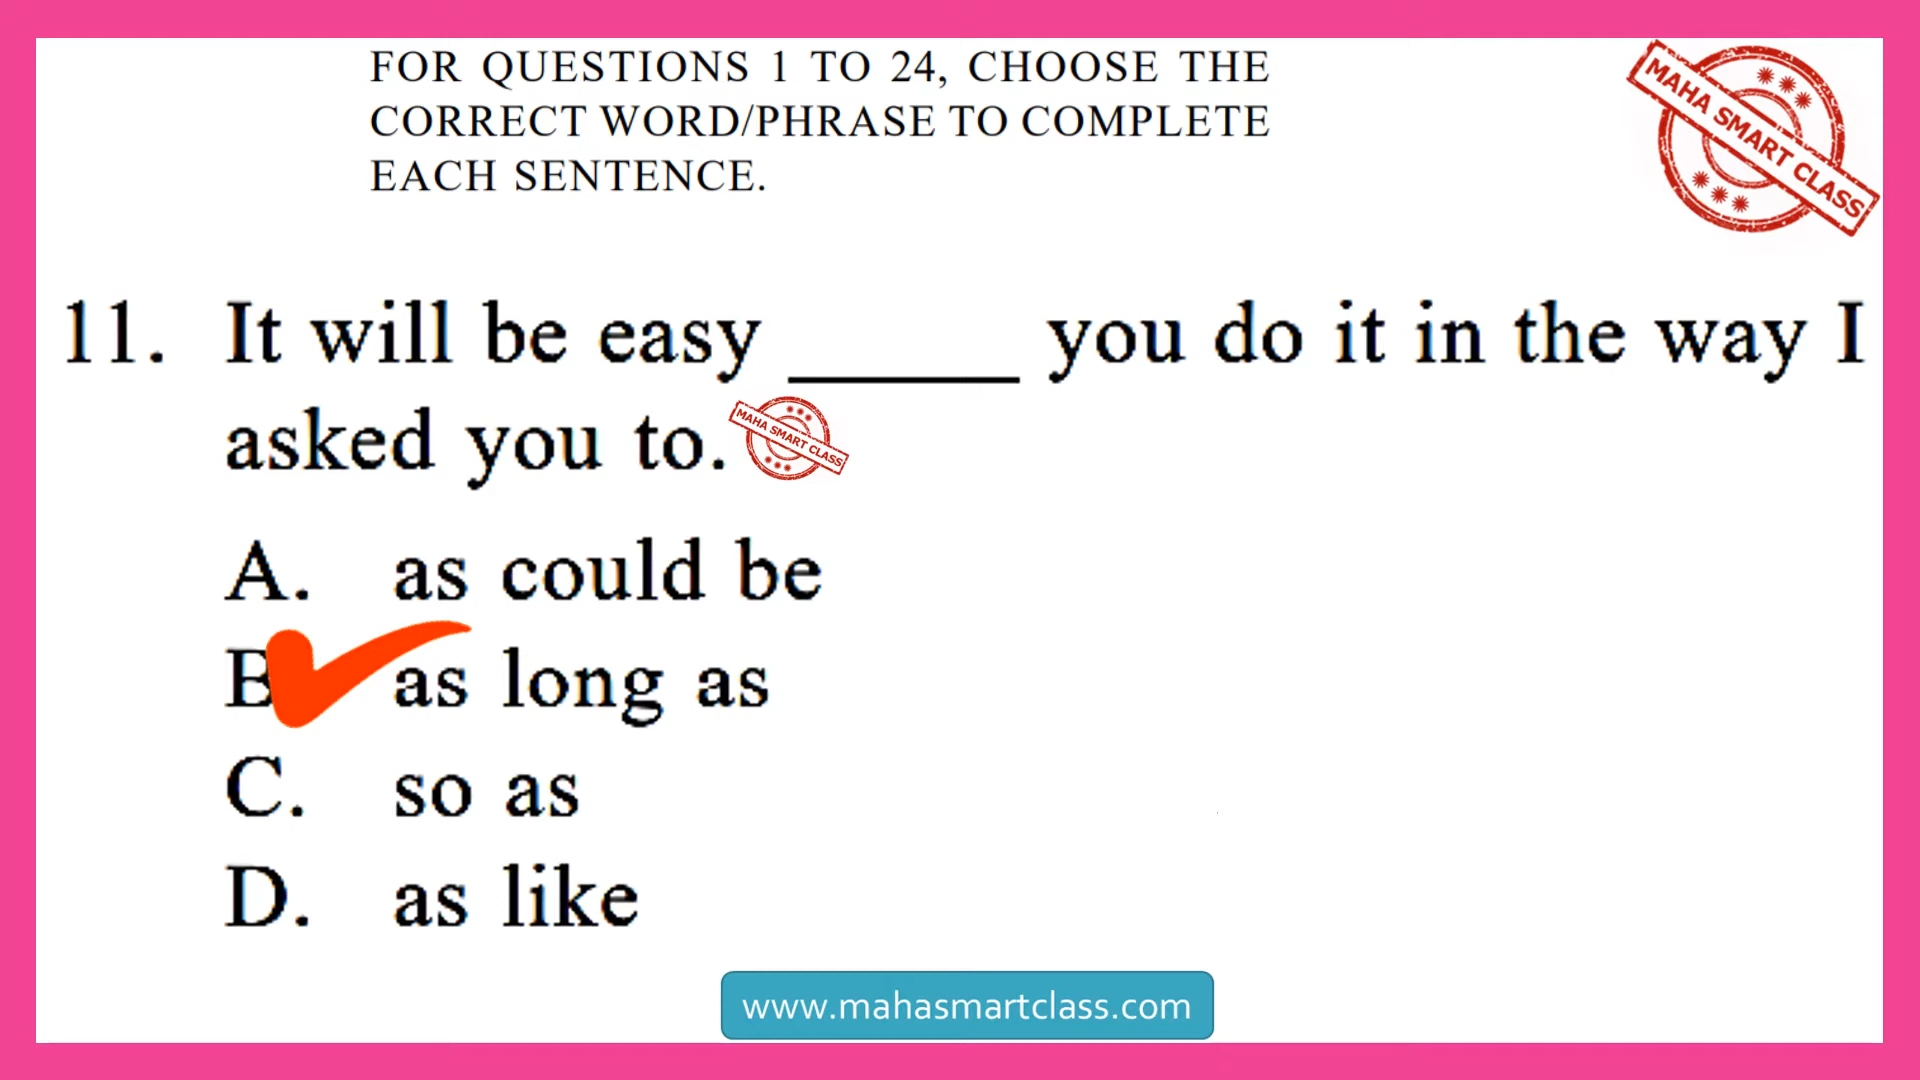 FOR QUESTIONS 1 TO 24, CHOOSE THE
CORRECT WORD/PHRASE TO COMPLETE
EACH SENTENCE.
MAHA SMART CLASS
11. It will be easy ______ you do it in the way I
asked you to.
MAHA SMART CLASS
A. as could be
B as long as
C. so as
D. as like
www.mahasmartclass.com